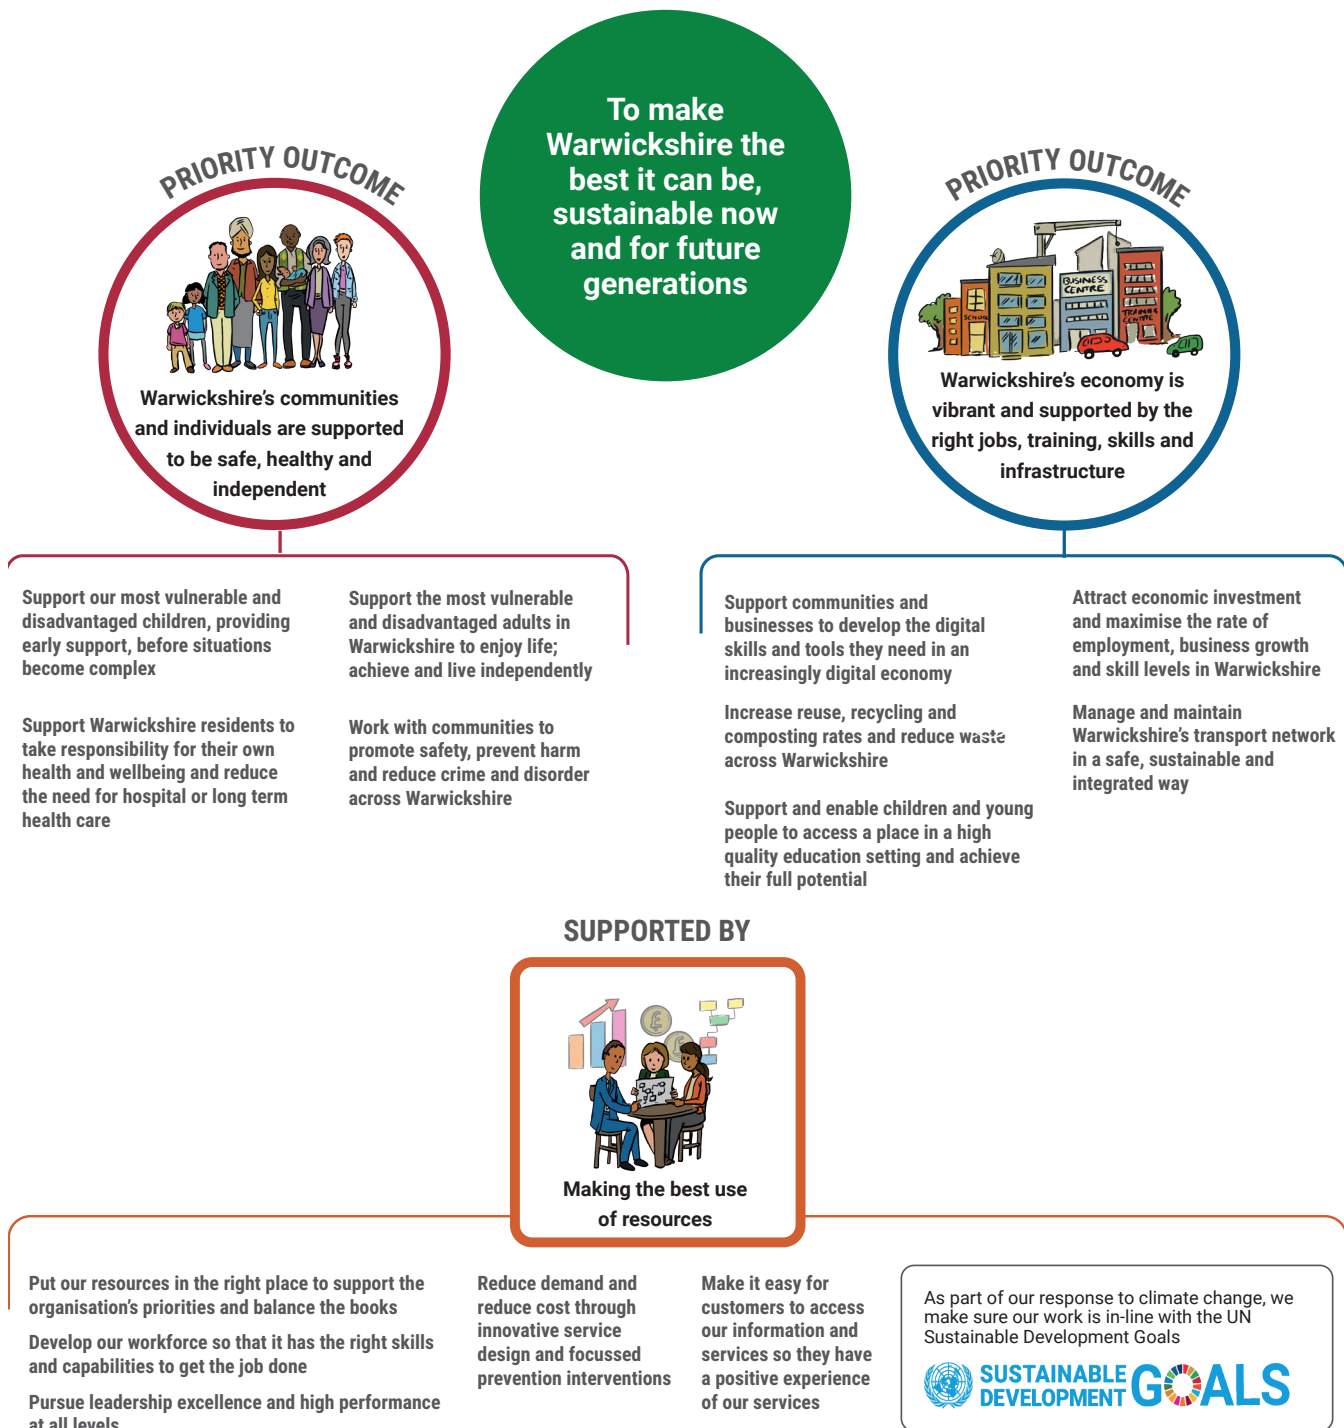 To make
Warwickshire the
best it can be,
sustainable now
and for future
generations
PRIORITY OUTCOME
Warwickshire’s communities
and individuals are supported
to be safe, healthy and
independent
PRIORITY OUTCOME
SCHOOL
BUSINESS
CENTRE
TRAINING
CENTRE
Warwickshire’s economy is
vibrant and supported by the
right jobs, training, skills and
infrastructure
Support our most vulnerable and
disadvantaged children, providing
early support, before situations
become complex
Support Warwickshire residents to
take responsibility for their own
health and wellbeing and reduce
the need for hospital or long term
health care
Support the most vulnerable
and disadvantaged adults in
Warwickshire to enjoy life;
achieve and live independently
Work with communities to
promote safety, prevent harm
and reduce crime and disorder
across Warwickshire
Support communities and
businesses to develop the digital
skills and tools they need in an
increasingly digital economy
Increase reuse, recycling and
composting rates and reduce waste
across Warwickshire
Support and enable children and young
people to access a place in a high
quality education setting and achieve
their full potential
Attract economic investment
and maximise the rate of
employment, business growth
and skill levels in Warwickshire
Manage and maintain
Warwickshire’s transport network
in a safe, sustainable and
integrated way
SUPPORTED BY
£
£
Making the best use
of resources
Put our resources in the right place to support the
organisation’s priorities and balance the books
Develop our workforce so that it has the right skills
and capabilities to get the job done
Pursue leadership excellence and high performance
at all levels
Reduce demand and
reduce cost through
innovative service
design and focussed
prevention interventions
Make it easy for
customers to access
our information and
services so they have
a positive experience
of our services
As part of our response to climate change, we
make sure our work is in-line with the UN
Sustainable Development Goals
SUSTAINABLE
DEVELOPMENT
GOALS